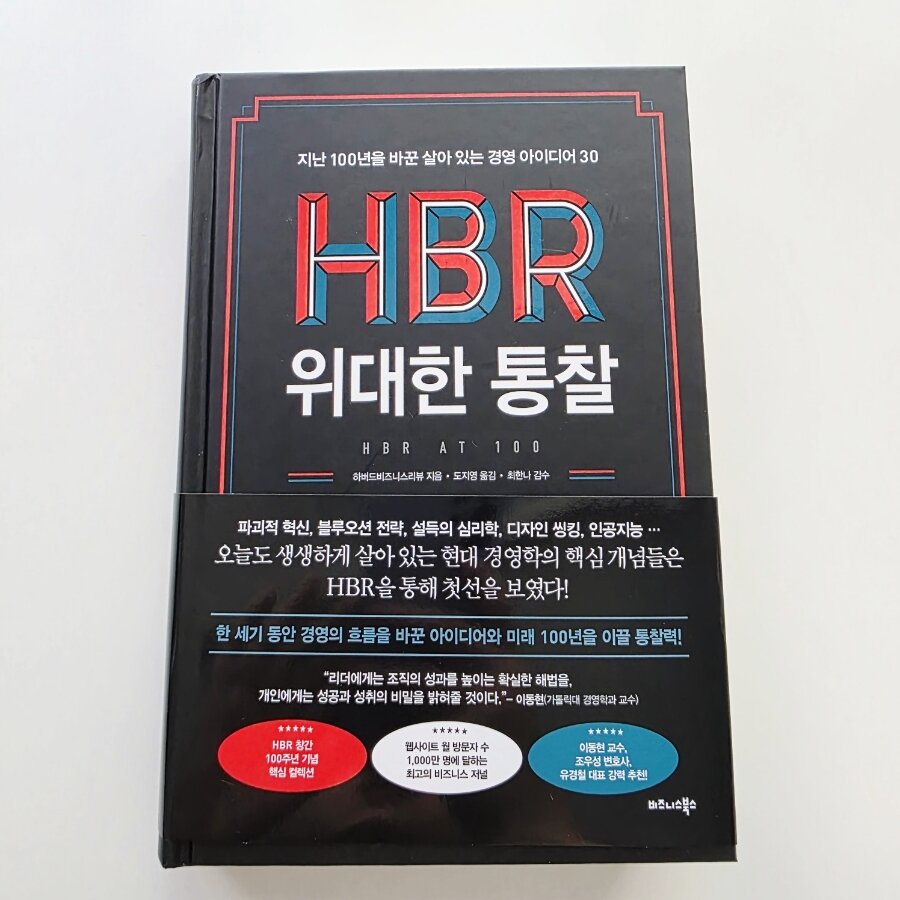 지난 100년을 바꾼 살아 있는 경영 아이디어 30
HBR
위대한 통찰
HBR AT 100
하버드비즈니스리뷰 지음 • 도지영 옮김 • 최한나 감수
파괴적 혁신, 블루오션 전략, 설득의 심리학, 디자인 씽킹, 인공지능 …
오늘도 생생하게 살아 있는 현대 경영학의 핵심 개념들은
HBR을 통해 첫선을 보였다!
한 세기 동안 경영의 흐름을 바꾼 아이디어와 미래 100년을 이끌 통찰력!
“리더에게는 조직의 성과를 높이는 확실한 해법을,
개인에게는 성공과 성취의 비밀을 밝혀줄 것이다.” – 이동현(가톨릭대 경영학과 교수)
★★★★★
HBR 창간
100주년 기념
핵심 컬렉션
★★★★★
웹사이트 월 방문자 수
1,000만 명에 달하는
최고의 비즈니스 저널
★★★★★
이동현 교수,
조우성 변호사,
유경철 대표 강력 추천!!
비즈니스북스